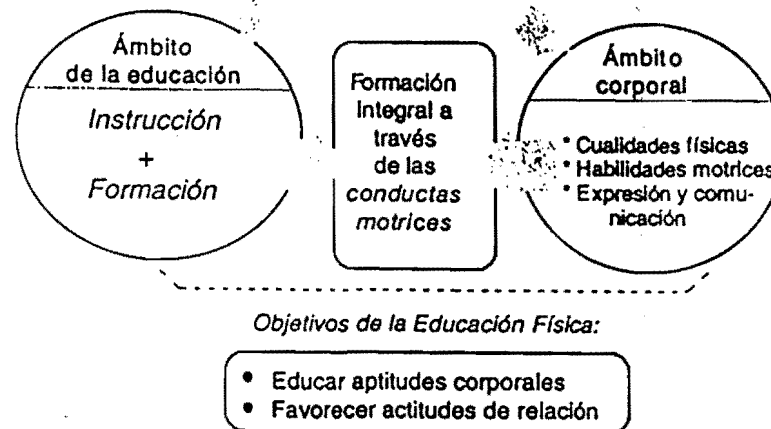 Ámbito
de la educación
Instrucción
+
Formación
Formación
integral a
través
de las
conductas
motrices
Ámbito
corporal
* Cualidades físicas
* Habilidades motrices
* Expresión y comu-
nicación
Objetivos de la Educación Física:
• Educar aptitudes corporales
• Favorecer actitudes de relación